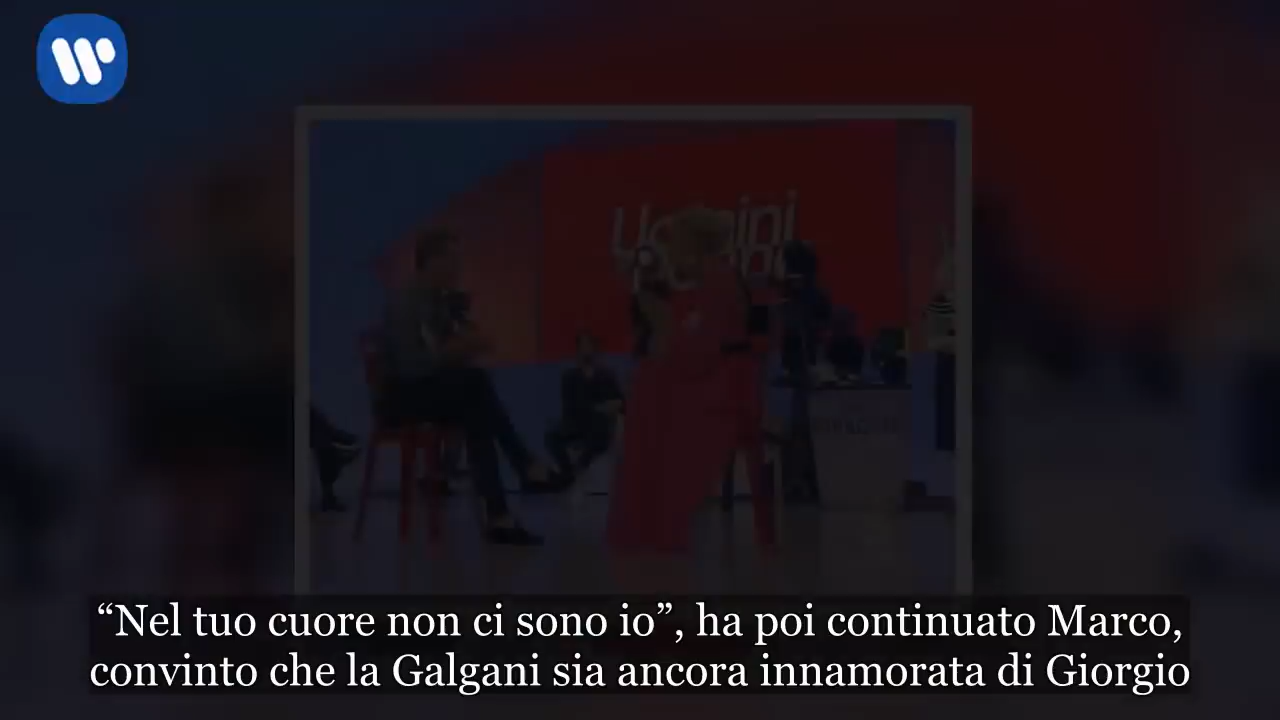 Uomini
“Nel tuo cuore non ci sono io”, ha poi continuato Marco,
convinto che la Galgani sia ancora innamorata di Giorgio